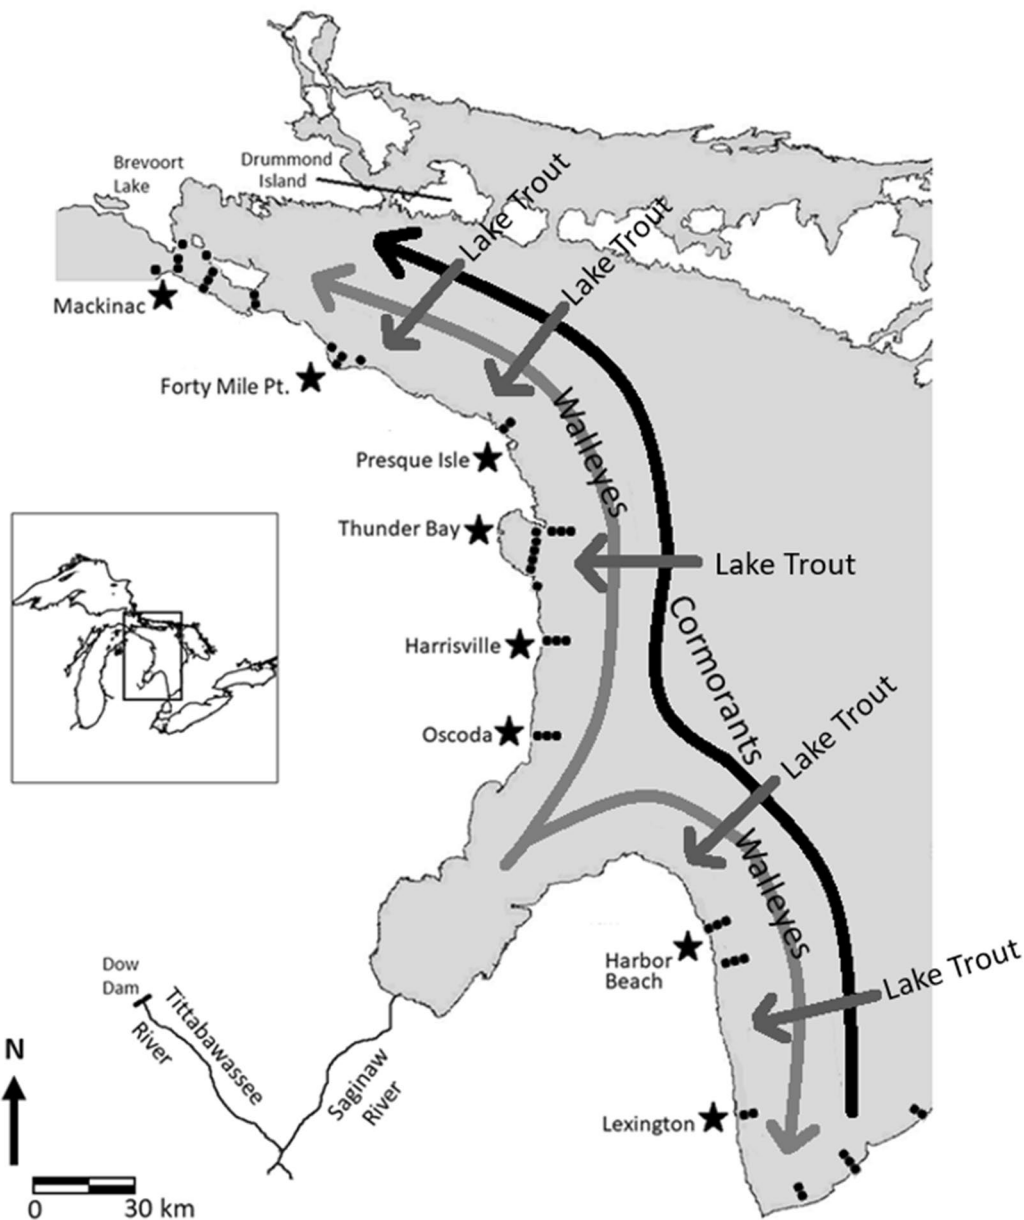 Brevoort
Lake
Drummond
Island
Lake Trout
Lake Trout
Mackinac
Forty Mile Pt.
Walleyes
Presque Isle
Thunder Bay
Lake Trout
Cormorants
Harrisville
Lake Trout
Oscoda
Walleyes
Harbor
Beach
Lake Trout
Dow
Dam
Tittabawassee
River
Saginaw
River
N
Lexington
0
30 km